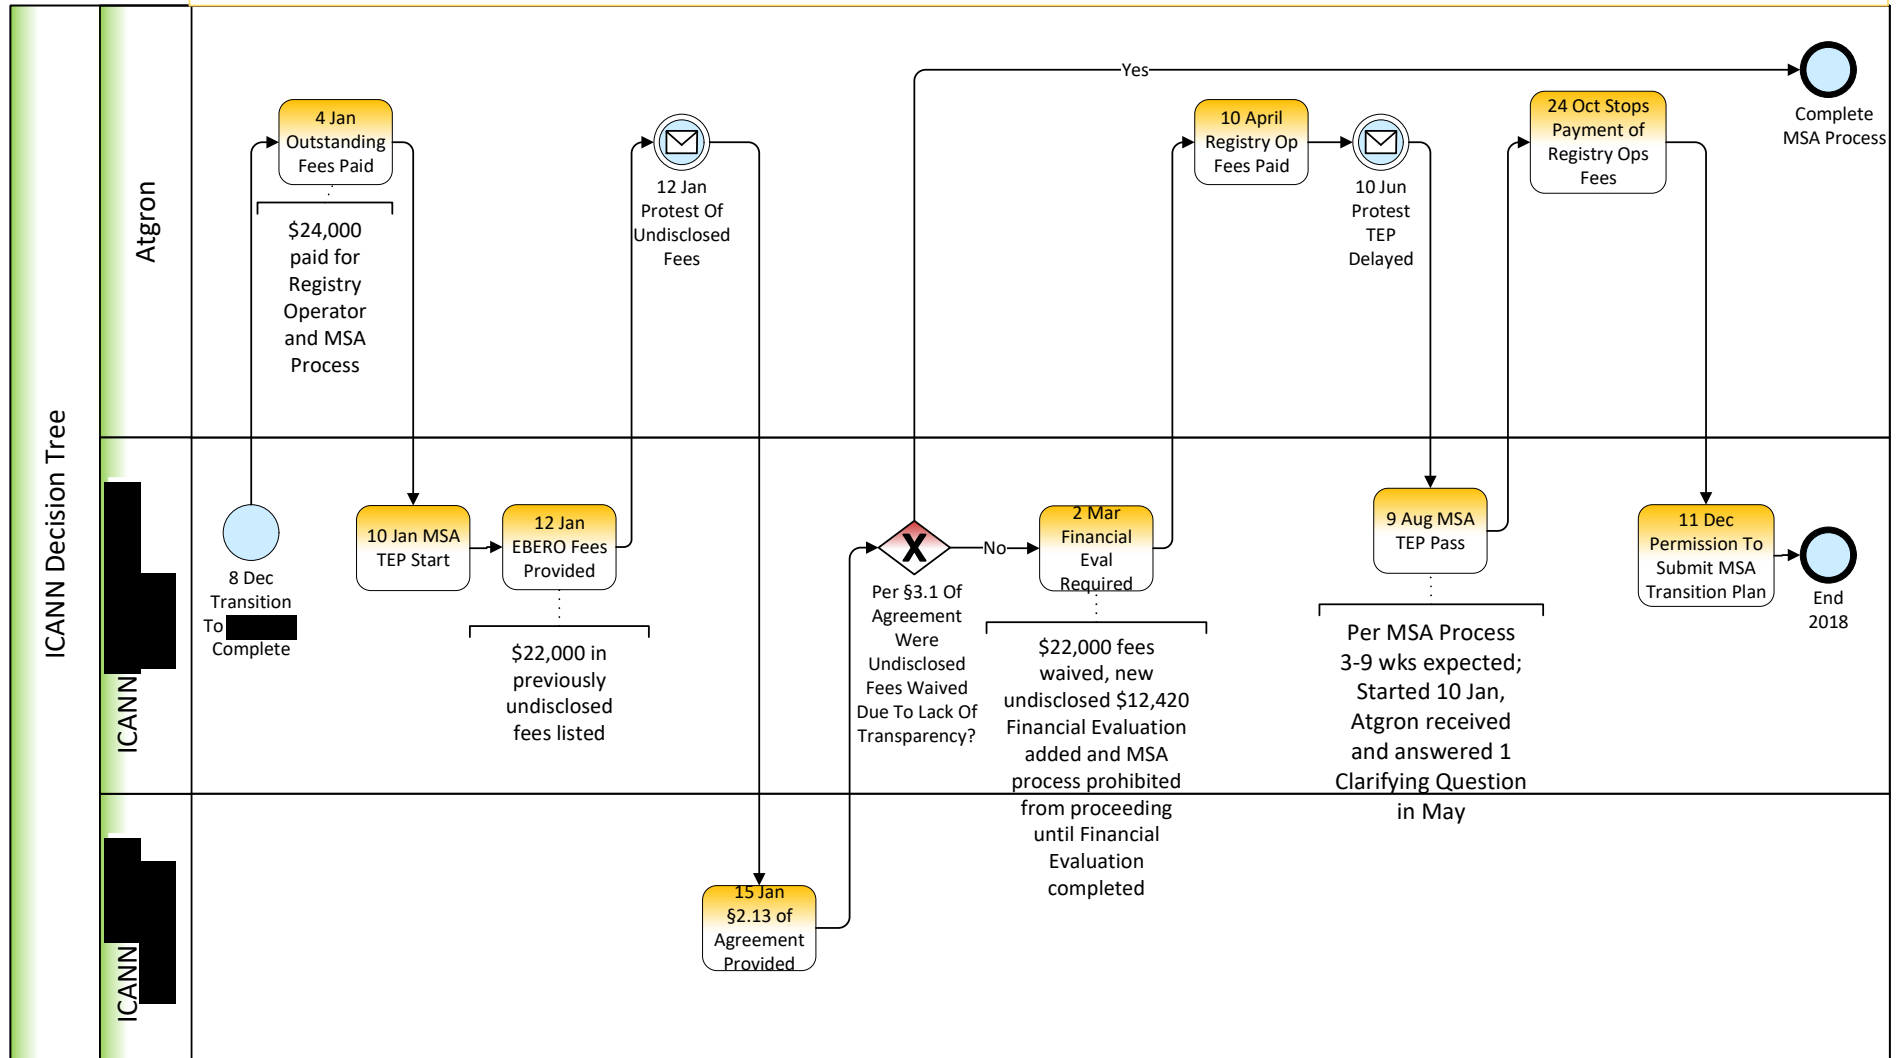 ICANN Decision Tree
Atgron
ICANN
ICANN
8 Dec
Transition
To
Complete
4 Jan
Outstanding
Fees Paid
$24,000
paid for
Registry
Operator
and MSA
Process
10 Jan MSA
TEP Start
12 Jan
EBERO Fees
Provided
$22,000 in
previously
undisclosed
fees listed
12 Jan
Protest Of
Undisclosed
Fees
15 Jan
§2.13 of
Agreement
Provided
Per §3.1 Of
Agreement
Were
Undisclosed
Fees Waived
Due To Lack Of
Transparency?
Yes
Complete
MSA Process
No
2 Mar
Financial
Eval
Required
$22,000 fees
waived, new
undisclosed $12,420
Financial Evaluation
added and MSA
process prohibited
from proceeding
until Financial
Evaluation
completed
10 April
Registry Op
Fees Paid
10 Jun
Protest
TEP
Delayed
9 Aug MSA
TEP Pass
Per MSA Process
3-9 wks expected;
Started 10 Jan,
Atgron received
and answered 1
Clarifying Question
in May
24 Oct Stops
Payment of
Registry Ops
Fees
11 Dec
Permission To
Submit MSA
Transition Plan
End
2018